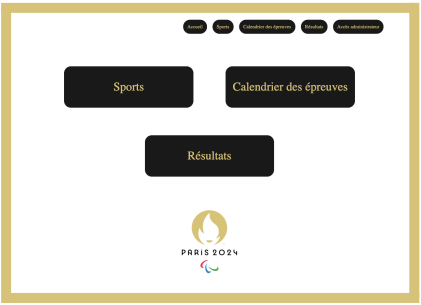 Accueil Sports Calendrier des épreuves Résultats Accès administrateur
Sports Calendrier des épreuves
Résultats
PARIS 2024